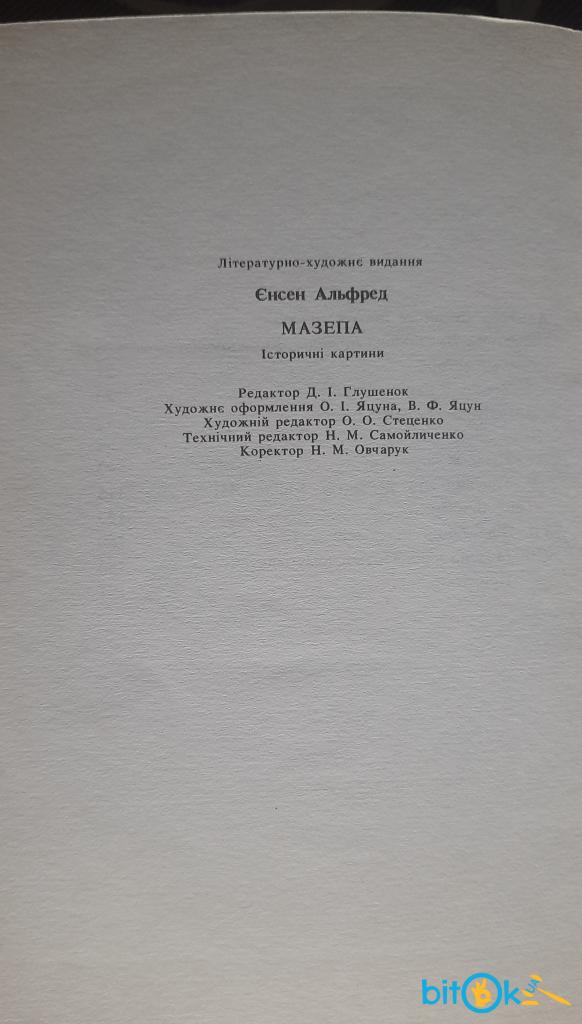 Літературно-художнє видання
Єнсен Альфред
МАЗЕПА
Історичні картини
Редактор Д. І. Глушенок
Художнє оформлення О. І. Яцуна, В. Ф. Яцун
Художній редактор О. О. Стеценко
Технічний редактор Н. М. Самойличенко
Коректор Н. М. Овчарук
bitok UA